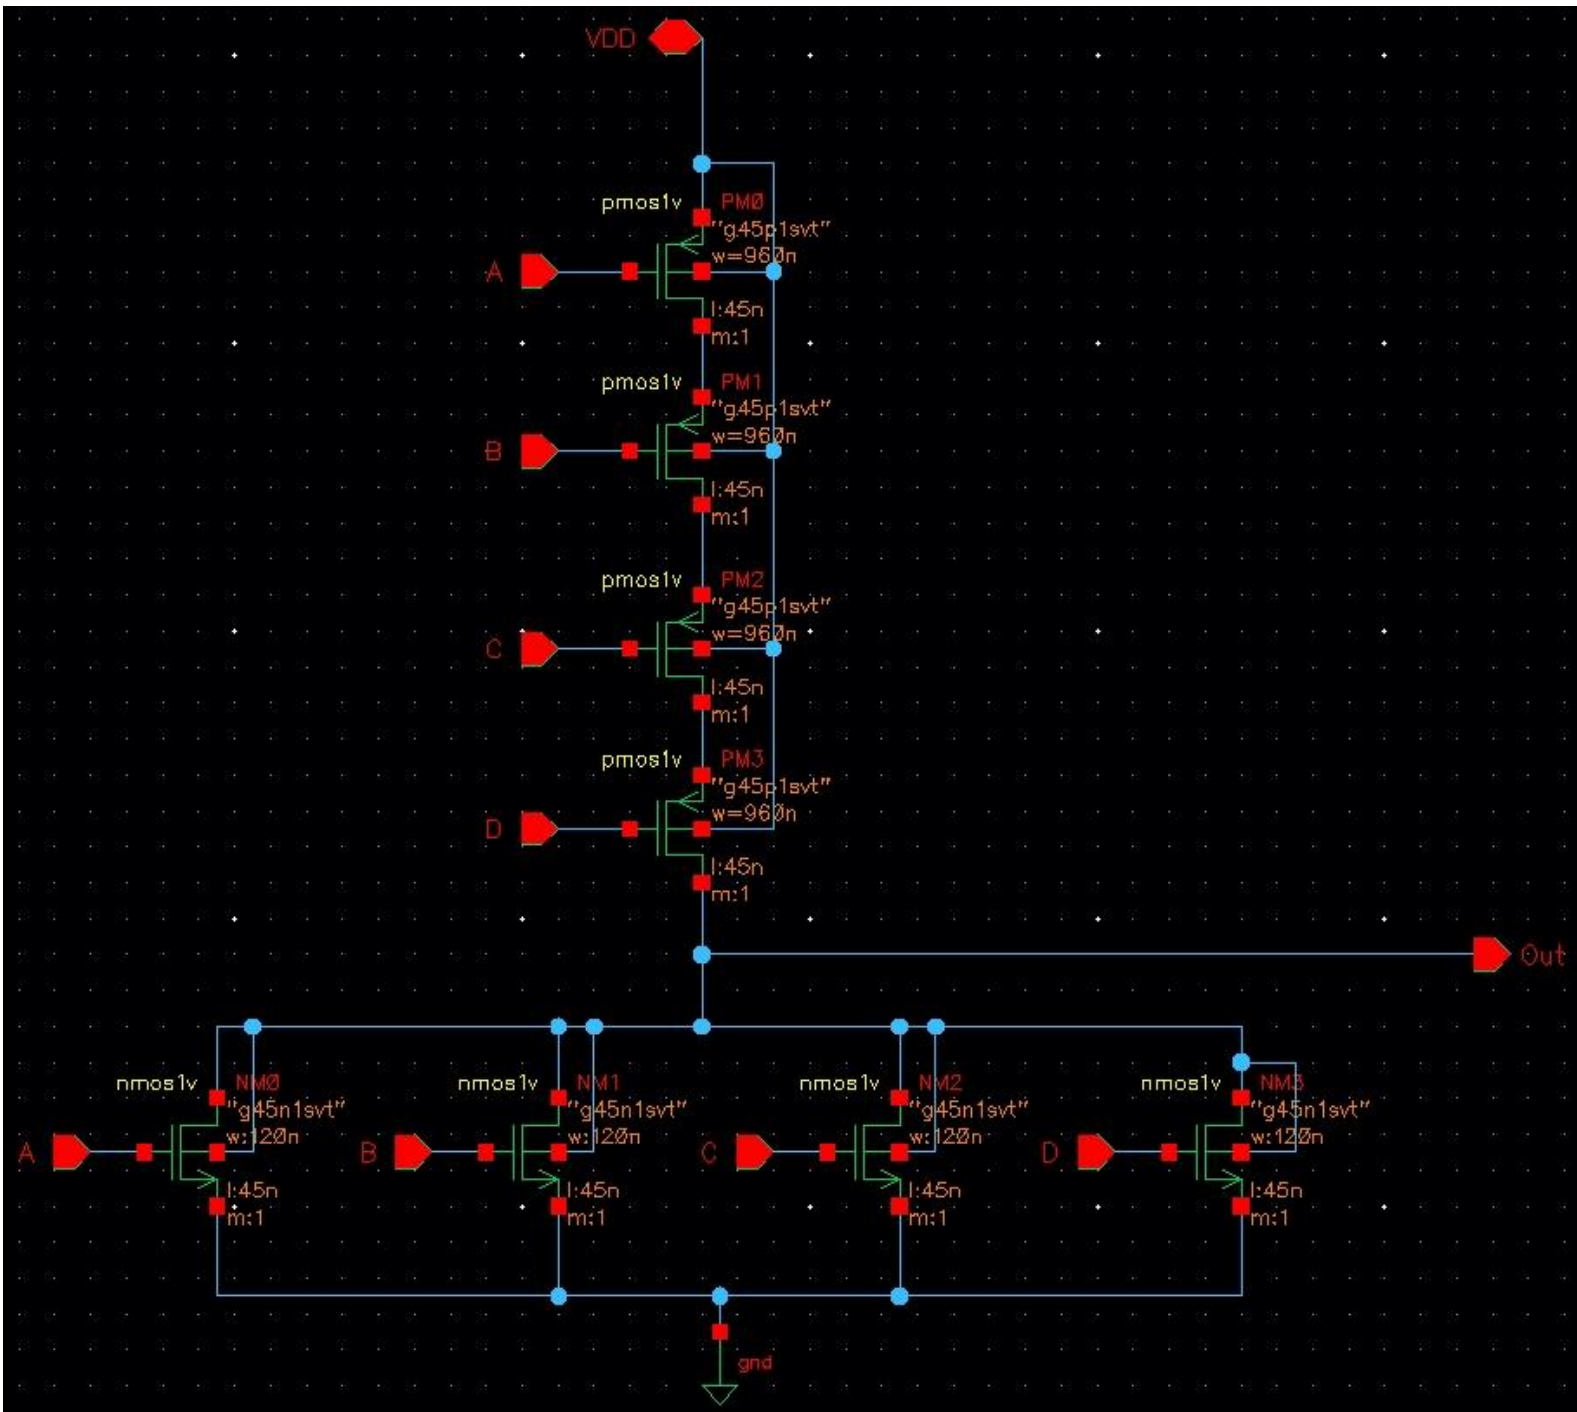 VDD
pmos1v PM0
"g45p1svt"
w=960n
A
l:45n
m:1
pmos1v PM1
"g45p1svt"
w=960n
B
l:45n
m:1
pmos1v PM2
"g45p1svt"
w=960n
C
l:45n
m:1
pmos1v PM3
"g45p1svt"
w=960n
D
l:45n
m:1
Out
nmos1v NM0
"g45n1svt"
w:120n
A
l:45n
m:1
nmos1v NM1
"g45n1svt"
w:120n
B
l:45n
m:1
nmos1v NM2
"g45n1svt"
w:120n
C
l:45n
m:1
nmos1v NM3
"g45n1svt"
w:120n
D
l:45n
m:1
gnd